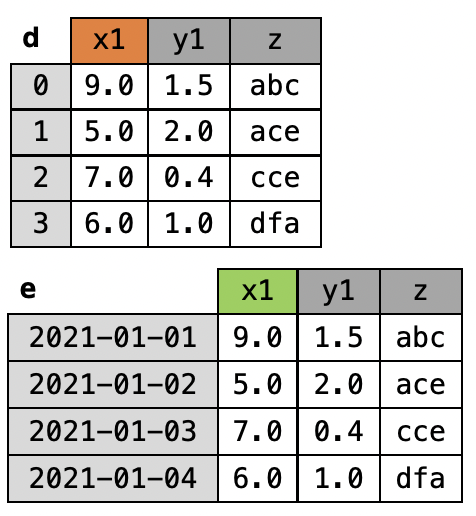 d x1 y1 z
0 9.0 1.5 abc
1 5.0 2.0 ace
2 7.0 0.4 cce
3 6.0 1.0 dfa
e x1 y1 z
2021-01-01 9.0 1.5 abc
2021-01-02 5.0 2.0 ace
2021-01-03 7.0 0.4 cce
2021-01-04 6.0 1.0 dfa